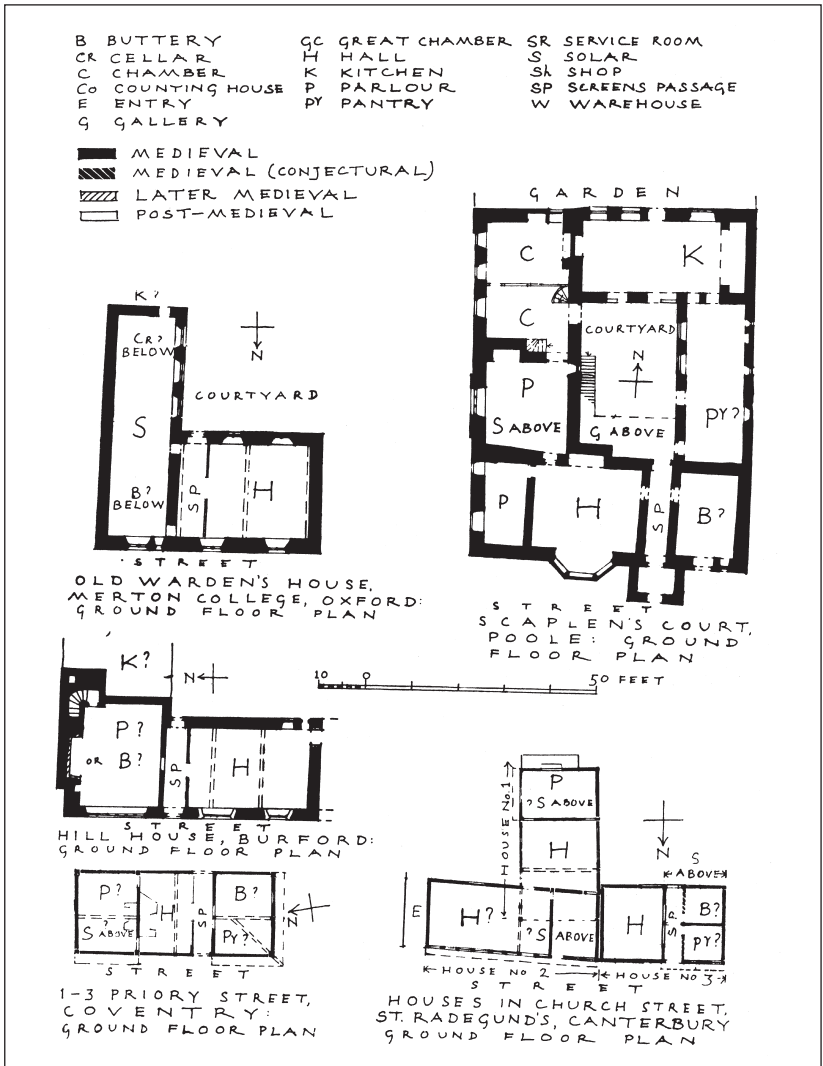 B BUTTERY
CR CELLAR
C CHAMBER
Co COUNTING HOUSE
E ENTRY
G GALLERY
GC GREAT CHAMBER
H HALL
K KITCHEN
P PARLOUR
PY PANTRY
SR SERVICE ROOM
S SOLAR
Sh SHOP
SP SCREENS PASSAGE
W WAREHOUSE
MEDIEVAL
MEDIEVAL (CONJECTURAL)
LATER MEDIEVAL
POST-MEDIEVAL
K?
CR?
BELOW
S
B?
BELOW
N
COURTYARD
SP
H
STREET
OLD WARDEN'S HOUSE,
MERTON COLLEGE, OXFORD:
GROUND FLOOR PLAN
GARDEN
C
K
C
COURTYARD
N
P
S ABOVE
G ABOVE
PY?
P
H
SP
B?
STREET
SCAPLEN'S COURT,
POOLE: GROUND
FLOOR PLAN
K?
N
P?
OR B?
SP
H
STREET
HILL HOUSE, BURFORD:
GROUND FLOOR PLAN
10 0 50 FEET
P?
S ABOVE
H
SP
B?
PY?
N
STREET
1-3 PRIORY STREET,
COVENTRY:
GROUND FLOOR PLAN
HOUSE No. 1
P
?S ABOVE
H
N
S
ABOVE
E
H?
?S ABOVE
H
SP
B?
PY?
HOUSE No 2
HOUSE No 3
STREET
HOUSES IN CHURCH STREET,
ST. RADEGUND'S, CANTERBURY
GROUND FLOOR PLAN